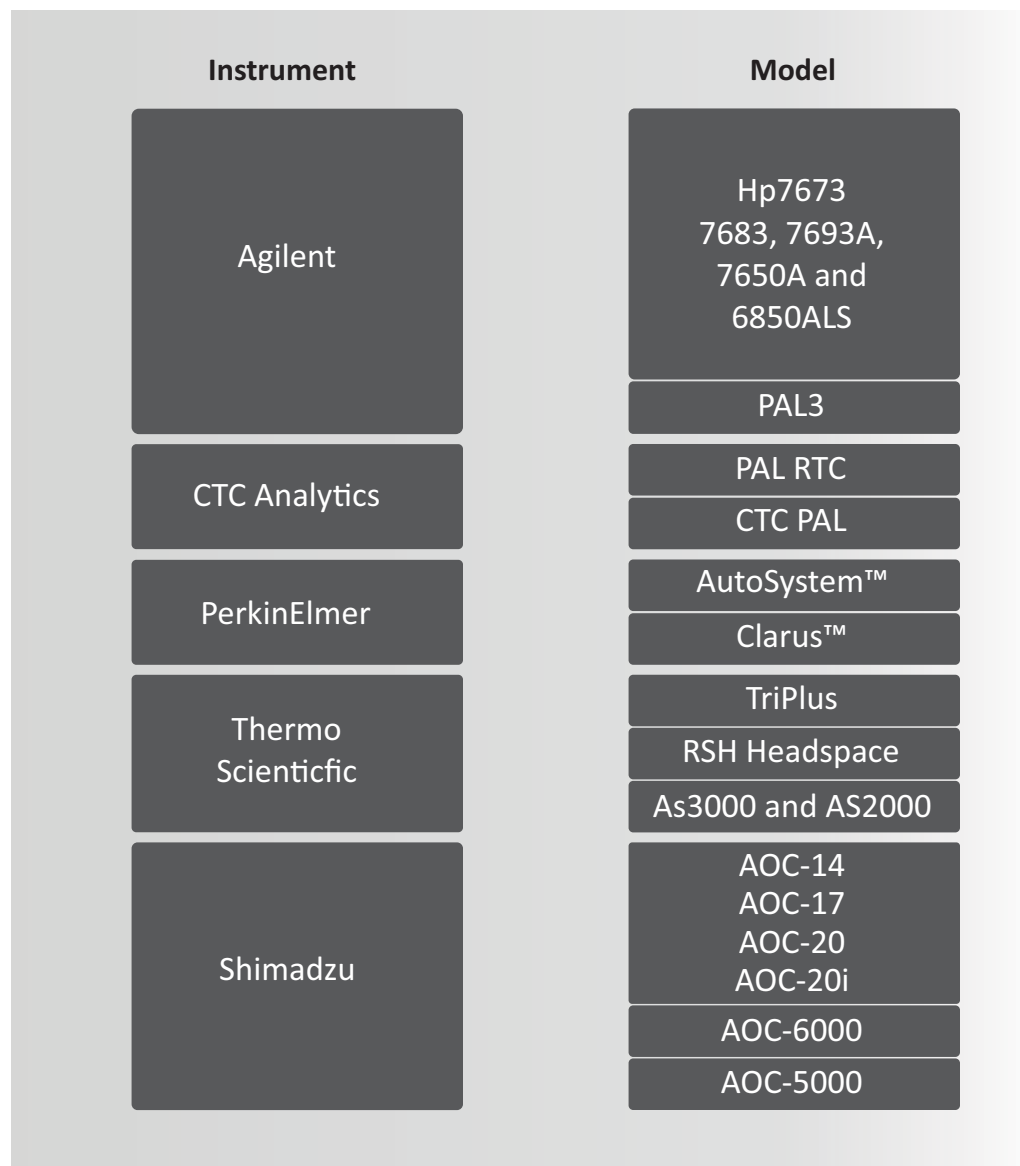 Instrument
Model
Agilent
Hp7673
7683, 7693A,
7650A and
6850ALS
PAL3
CTC Analytics
PAL RTC
CTC PAL
PerkinElmer
AutoSystem™
Clarus™
Thermo
Scienticfic
TriPlus
RSH Headspace
As3000 and AS2000
Shimadzu
AOC-14
AOC-17
AOC-20
AOC-20i
AOC-6000
AOC-5000